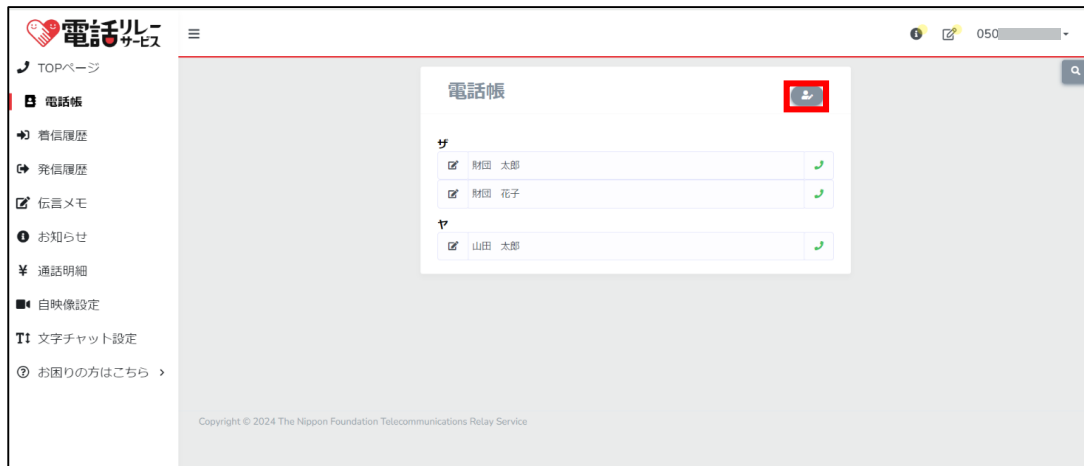 電話リレーサービス
050
TOPページ
電話帳
着信履歴
発信履歴
伝言メモ
お知らせ
¥ 通話明細
自映像設定
文字チャット設定
お困りの方はこちら
電話帳
ザ
財団 太郎
財団 花子
ヤ
山田 太郎
Copyright © 2024 The Nippon Foundation Telecommunications Relay Service